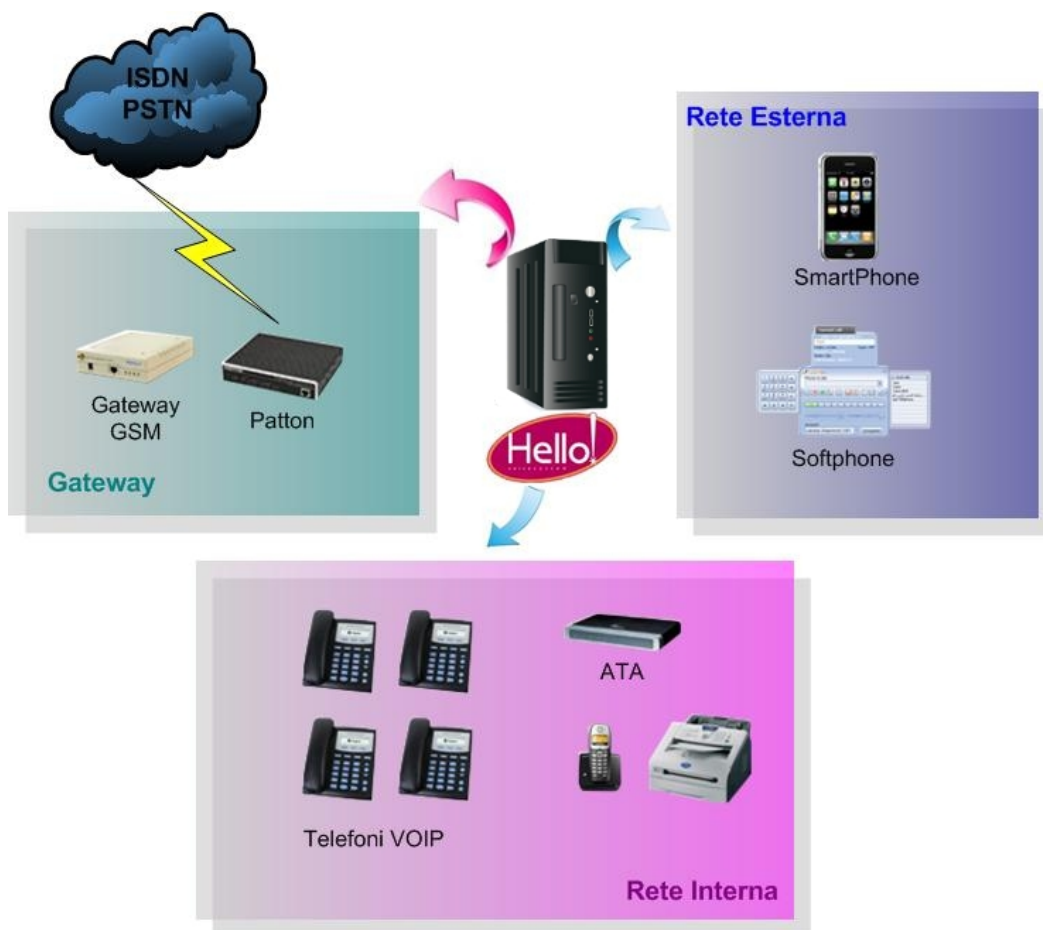 ISDN
PSTN
Rete Esterna
SmartPhone
Gateway
GSM
Patton
Softphone
Hello!
Gateway
ATA
Telefoni VOIP
Rete Interna